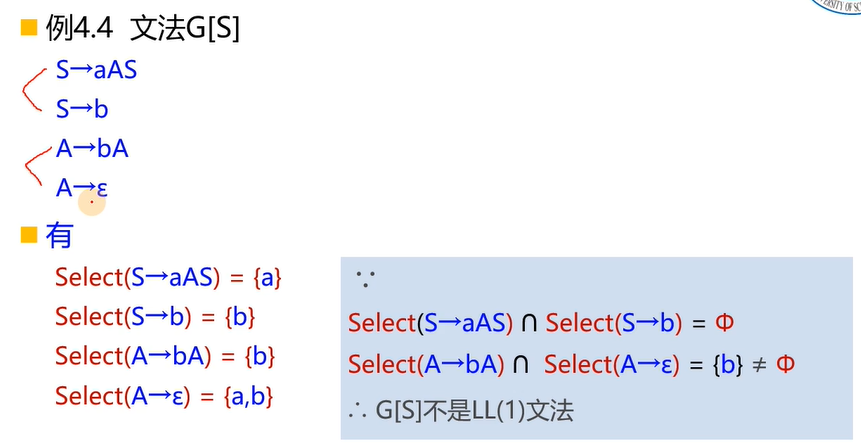 例4.4 文法G[S]
S→aAS
S→b
A→bA
A→ε
有
Select(S→aAS) = {a}
Select(S→b) = {b}
Select(A→bA) = {b}
Select(A→ε) = {a,b}
∵
Select(S→aAS) ∩ Select(S→b) = Φ
Select(A→bA) ∩ Select(A→ε) = {b} ≠ Φ
∴ G[S]不是LL(1)文法